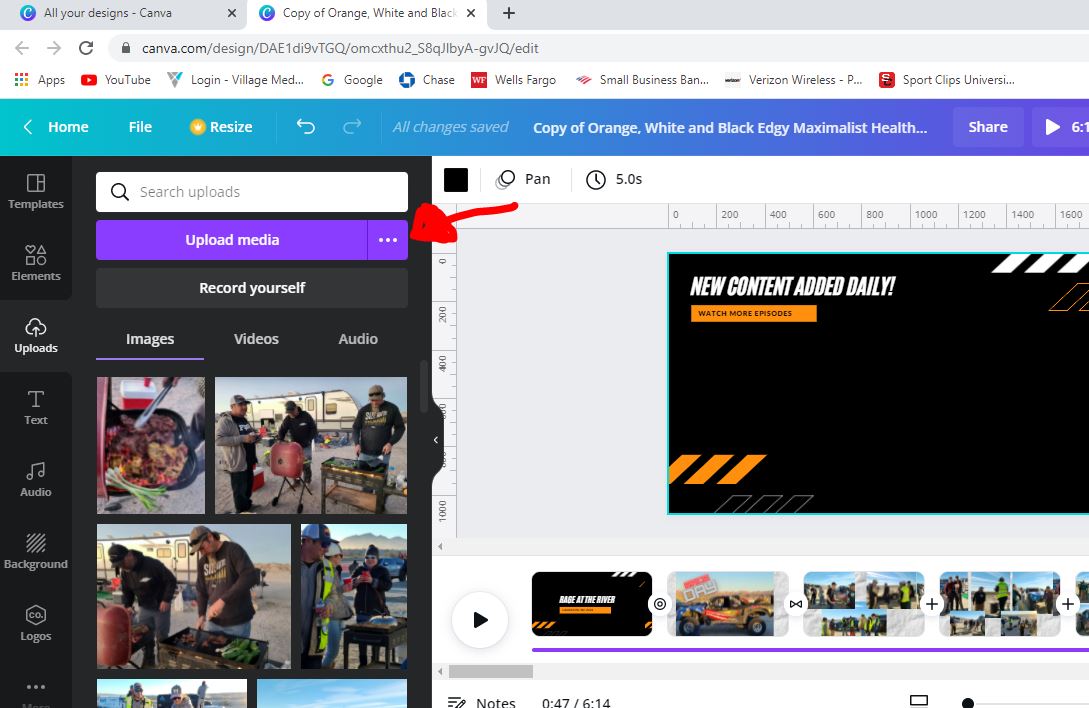 All your designs - Canva
Copy of Orange, White and Black
canva.com/design/DAE1di9vTGQ/omcxthu2_S8qJIbyA-gvJQ/edit
Apps YouTube Login - Village Med... Google Chase WF Wells Fargo Small Business Ban... verizon Verizon Wireless - P... Sport Clips Universi...
Home File Resize All changes saved Copy of Orange, White and Black Edgy Maximalist Health... Share 6:1
Templates
Elements
Uploads
Text
Audio
Background
co.
Logos
More
Search uploads
Upload media
Record yourself
Images Videos Audio
Pan 5.0s
0 200 400 600 800 1000 1200 1400 1600
0
200
400
1000
NEW CONTENT ADDED DAILY!
WATCH MORE EPISODES
RAGE AT THE RIVER
Notes 0:47 / 6:14